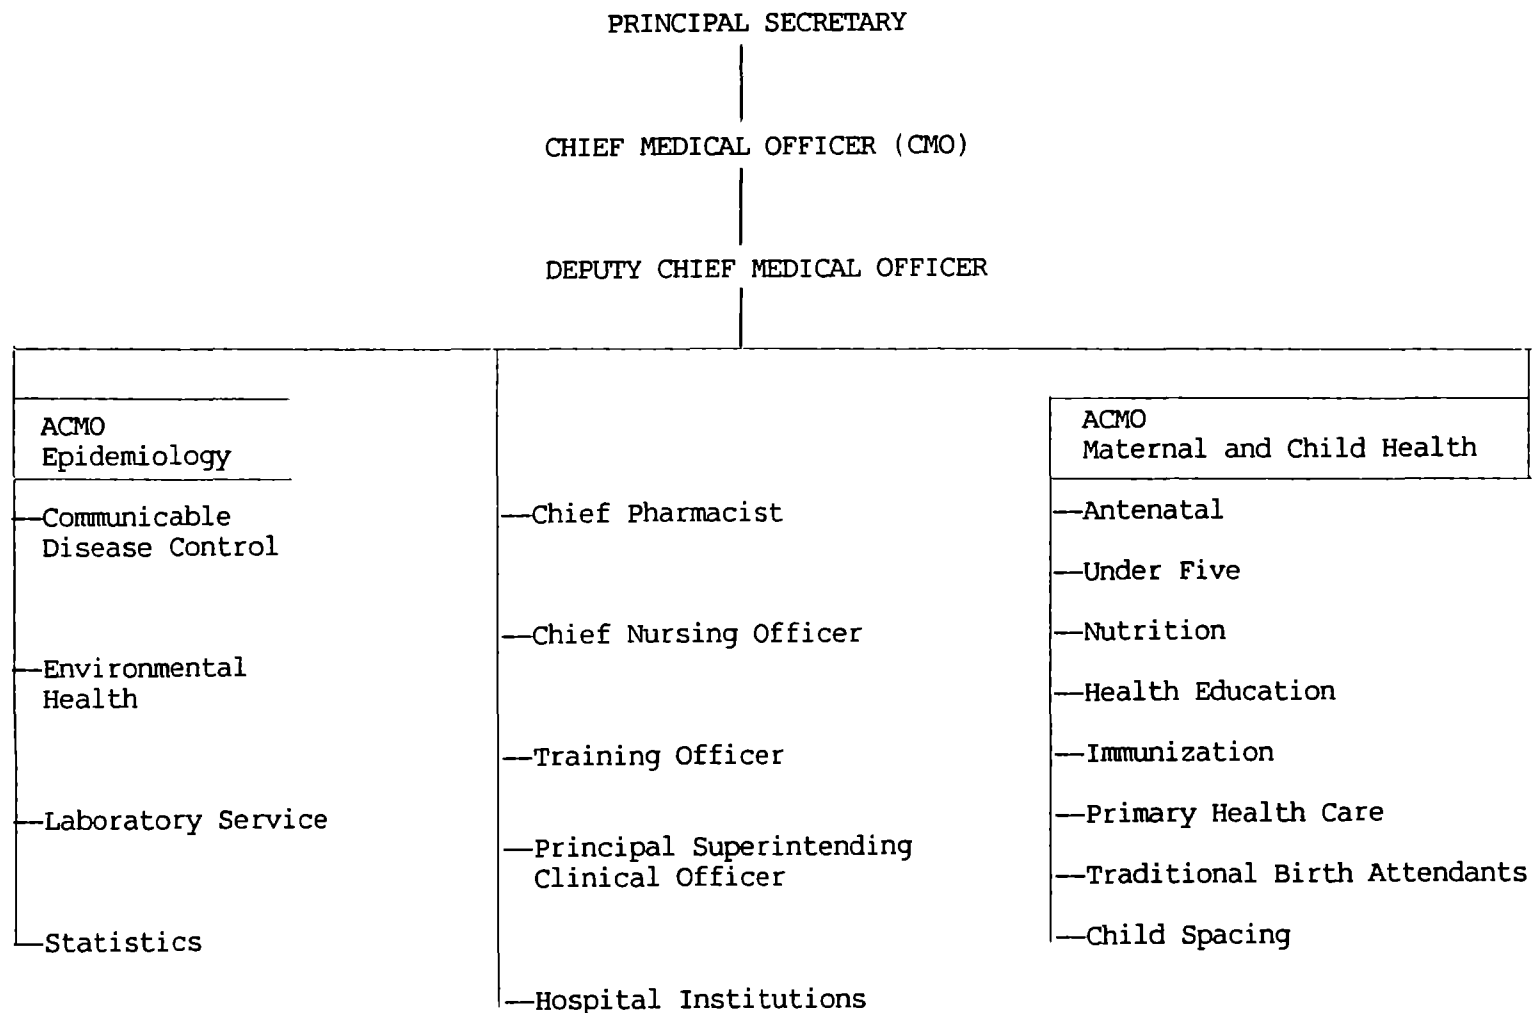 PRINCIPAL SECRETARY
CHIEF MEDICAL OFFICER (CMO)
DEPUTY CHIEF MEDICAL OFFICER
ACMO
Epidemiology
Communicable
Disease Control
Environmental
Health
Laboratory Service
Statistics
Chief Pharmacist
Chief Nursing Officer
Training Officer
Principal Superintending
Clinical Officer
Hospital Institutions
ACMO
Maternal and Child Health
Antenatal
Under Five
Nutrition
Health Education
Immunization
Primary Health Care
Traditional Birth Attendants
Child Spacing